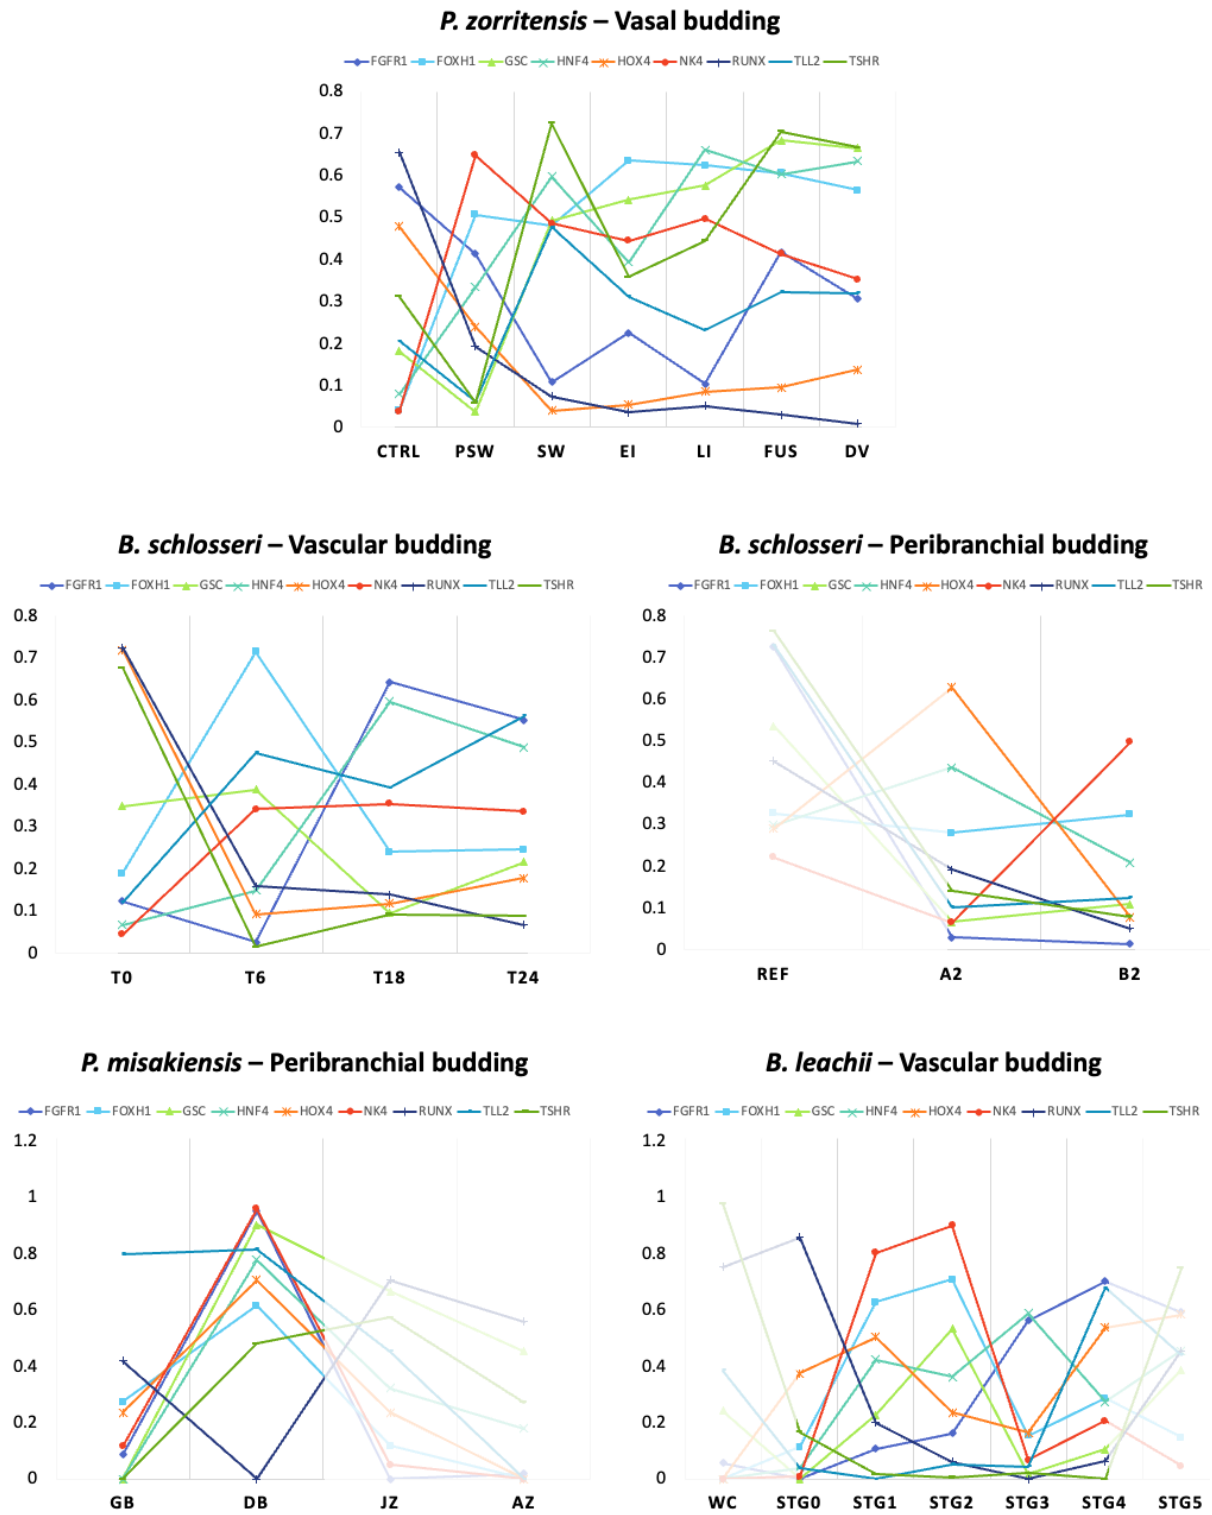 P. zorritensis – Vasal budding
FGFR1 FOXH1 GSC HNF4 HOX4 NK4 RUNX TLL2 TSHR
0.8
0.7
0.6
0.5
0.4
0.3
0.2
0.1
0
CTRL PSW SW EI LI FUS DV
B. schlosseri – Vascular budding
FGFR1 FOXH1 GSC HNF4 HOX4 NK4 RUNX TLL2 TSHR
0.8
0.7
0.6
0.5
0.4
0.3
0.2
0.1
0
T0 T6 T18 T24
B. schlosseri – Peribranchial budding
FGFR1 FOXH1 GSC HNF4 HOX4 NK4 RUNX TLL2 TSHR
0.8
0.7
0.6
0.5
0.4
0.3
0.2
0.1
0
REF A2 B2
P. misakiensis – Peribranchial budding
FGFR1 FOXH1 GSC HNF4 HOX4 NK4 RUNX TLL2 TSHR
1.2
1
0.8
0.6
0.4
0.2
0
GB DB JZ AZ
B. leachii – Vascular budding
FGFR1 FOXH1 GSC HNF4 HOX4 NK4 RUNX TLL2 TSHR
1.2
1
0.8
0.6
0.4
0.2
0
WC STG0 STG1 STG2 STG3 STG4 STG5